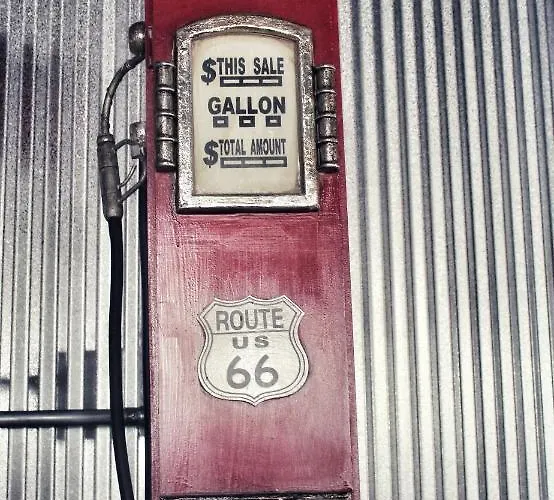 $THIS SALE
GALLON
$TOTAL AMOUNT
ROUTE
US
66